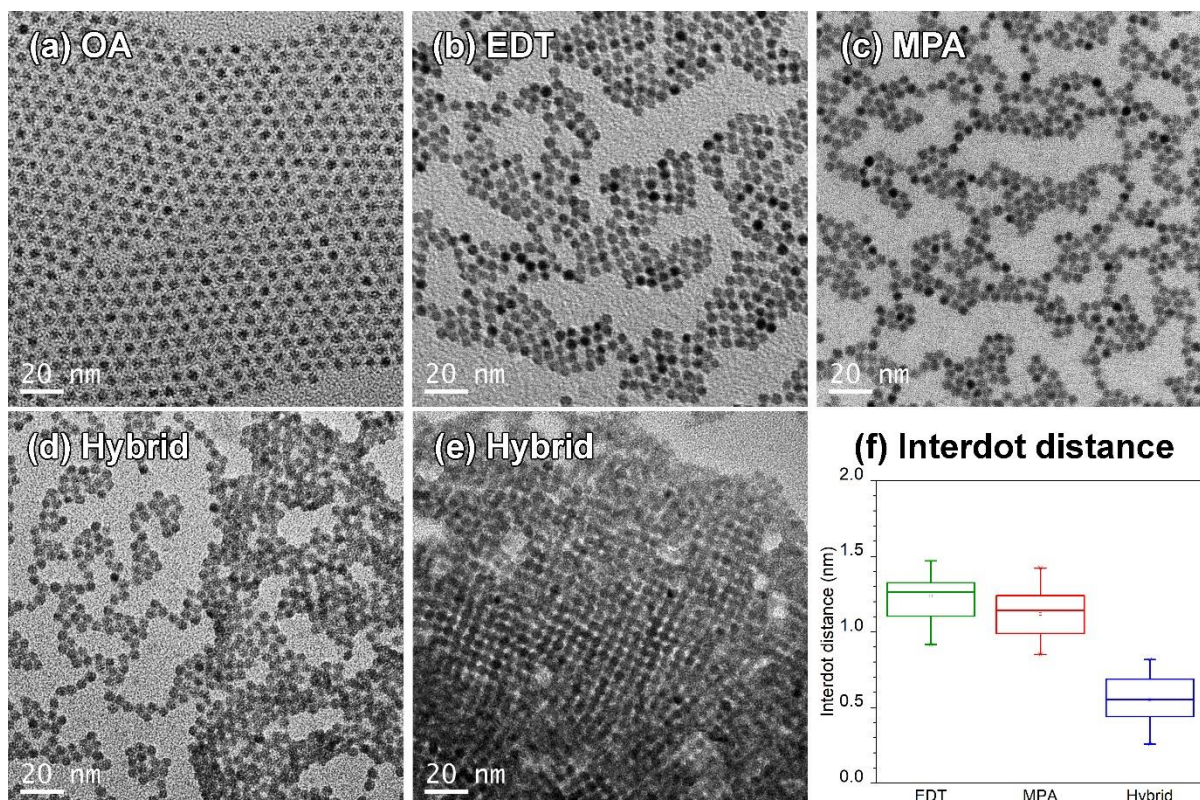 (a) OA
20 nm
(b) EDT
20 nm
(c) MPA
20 nm
(d) Hybrid
20 nm
(e) Hybrid
20 nm
(f) Interdot distance
Interdot distance (nm)
2.0
1.5
1.0
0.5
0.0
EDT MPA Hybrid